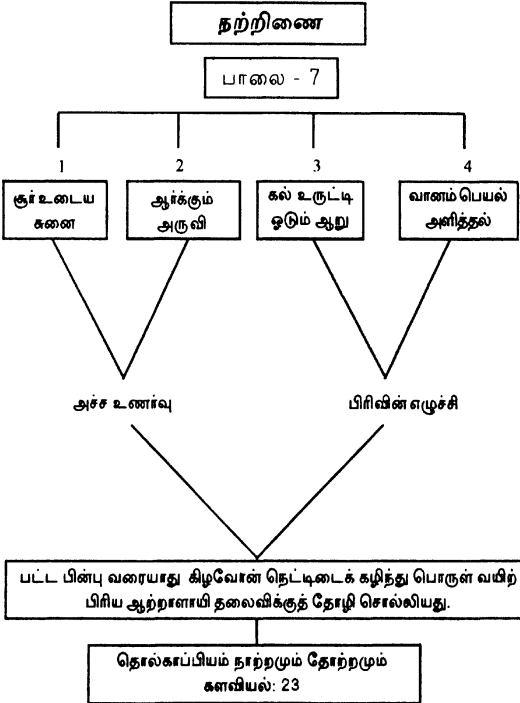 நற்றிணை
பாலை - 7
1 2 3 4
சூர் உடைய
சுனை
ஆர்க்கும்
அருவி
கல் உருட்டி
ஓடும் ஆறு
வானம் பெயல்
அளித்தல்
அச்ச உணர்வு
பிரிவின் எழுச்சி
பட்ட பின்பு வரையாது கிழவோன் நெட்டிடைக் கழிந்து பொருள் வயிற்
பிரிய ஆற்றாளாயி தலைவிக்குத் தோழி சொல்லியது.
தொல்காப்பியம் நாற்றமும் தோற்றமும்
களவியல்: 23